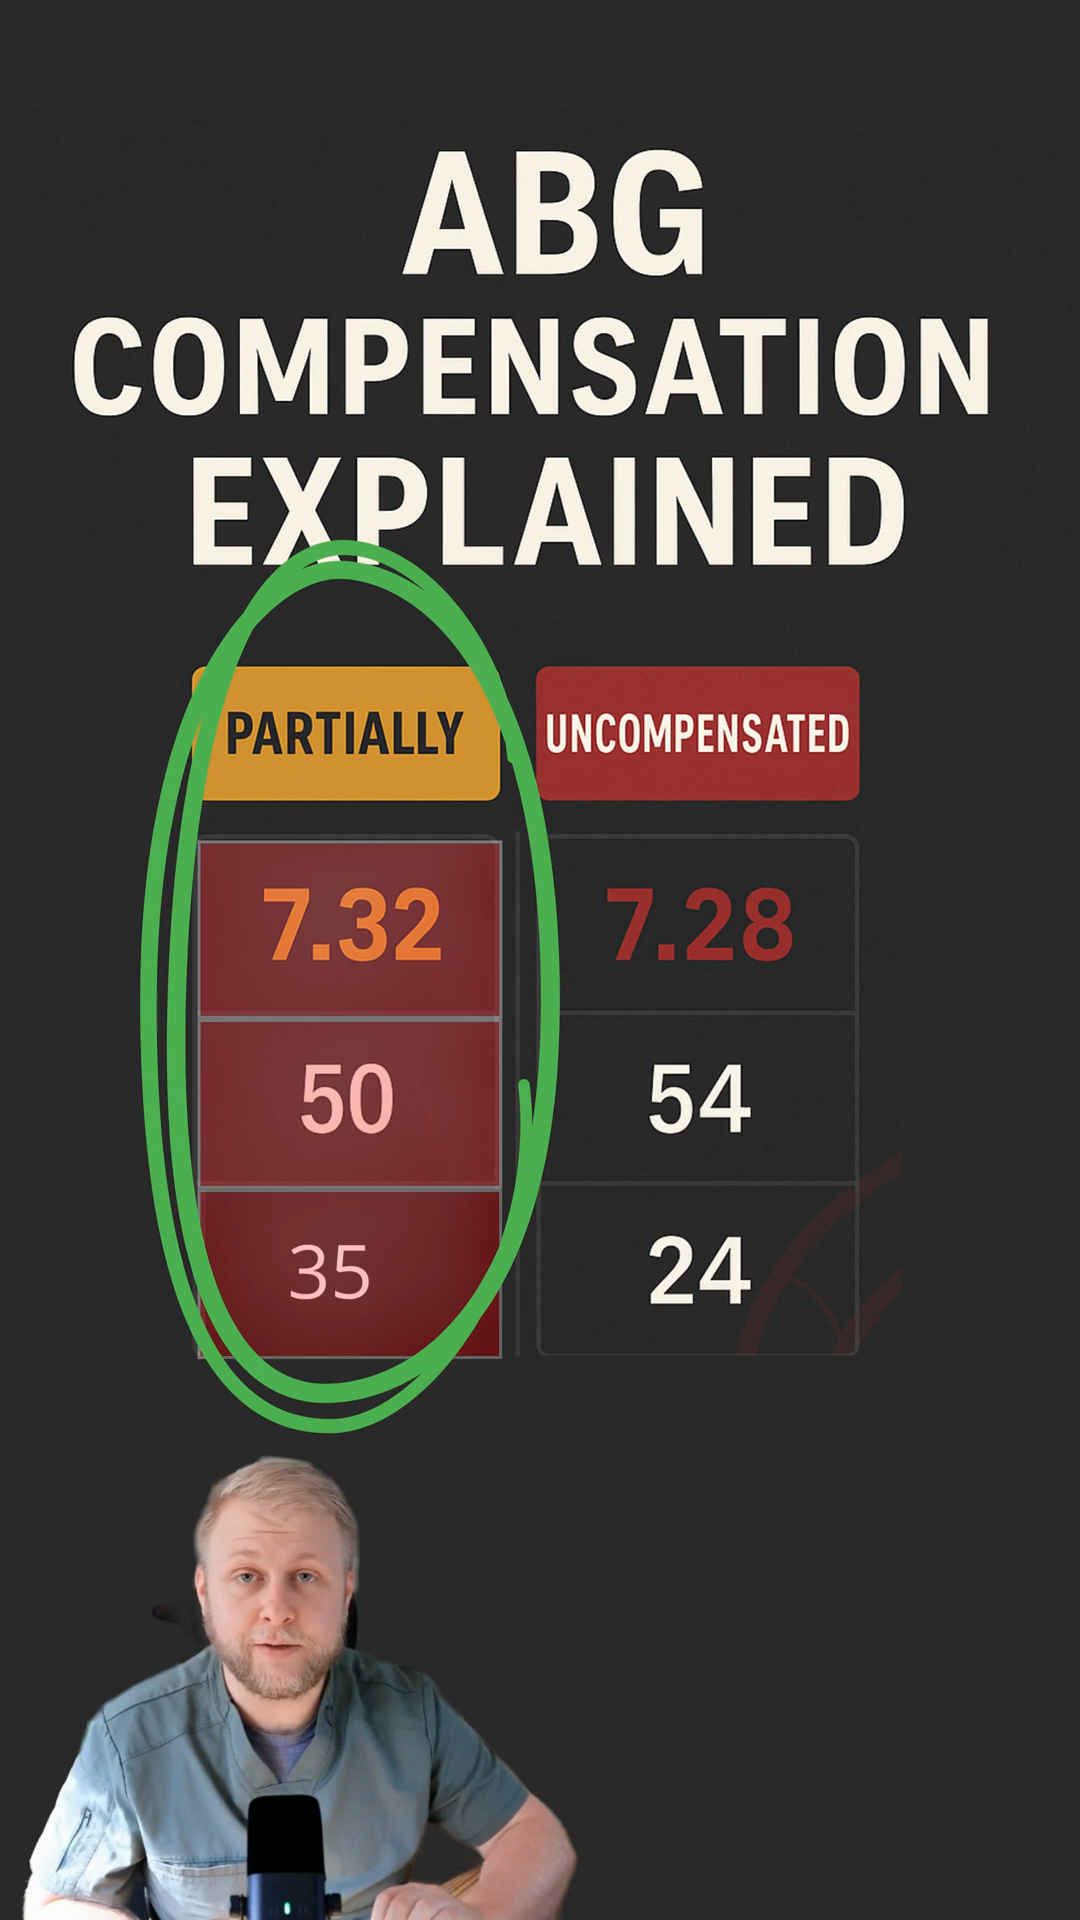 ABG
COMPENSATION
EXPLAINED
PARTIALLY
UNCOMPENSATED
7.32
7.28
50
54
35
24